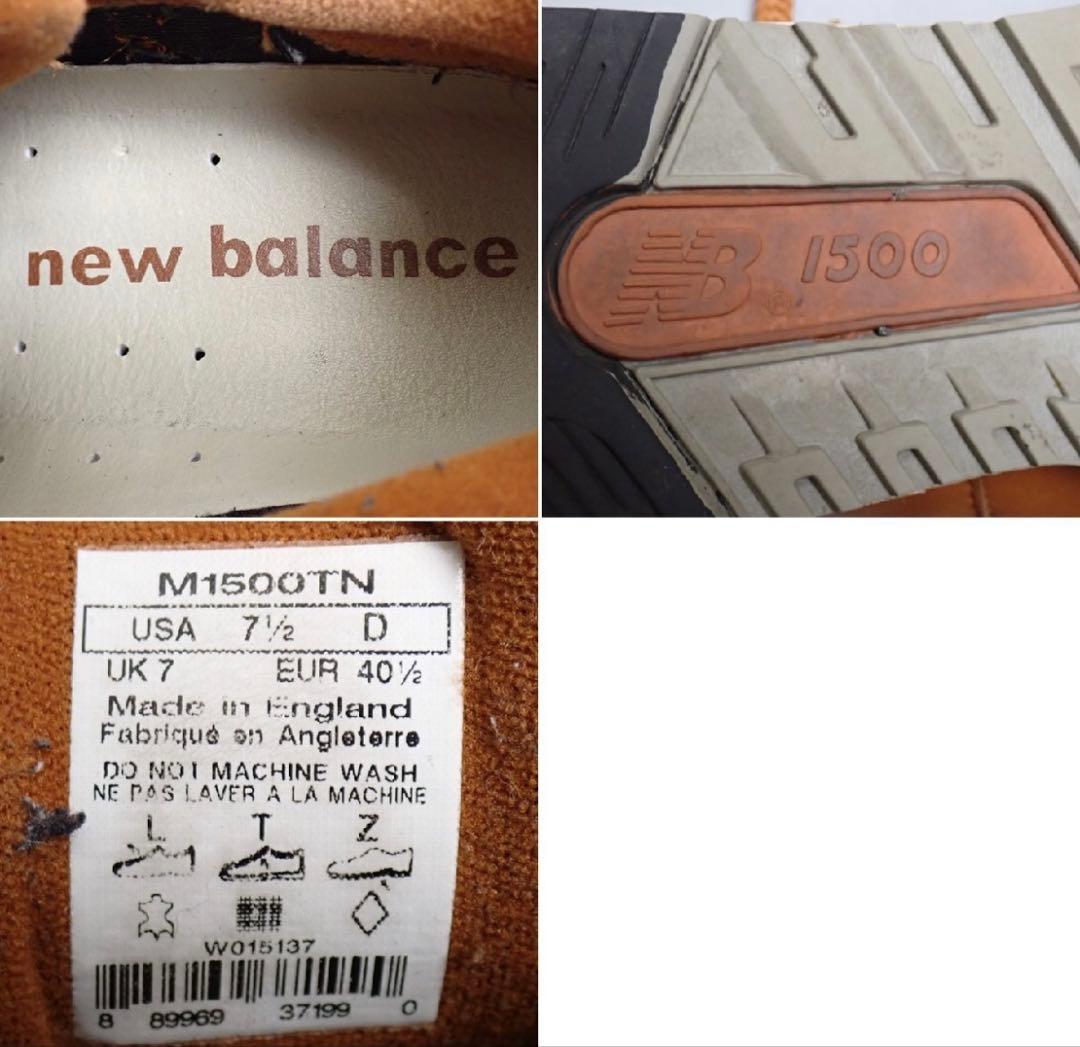 new balance
NB® 1500
M1500TN
USA 7½ D
UK 7 EUR 40½
Made in England
Fabriqué en Angleterre
DO NOT MACHINE WASH
NE PAS LAVER A LA MACHINE
L T Z
W015137
8 89969 37199 0